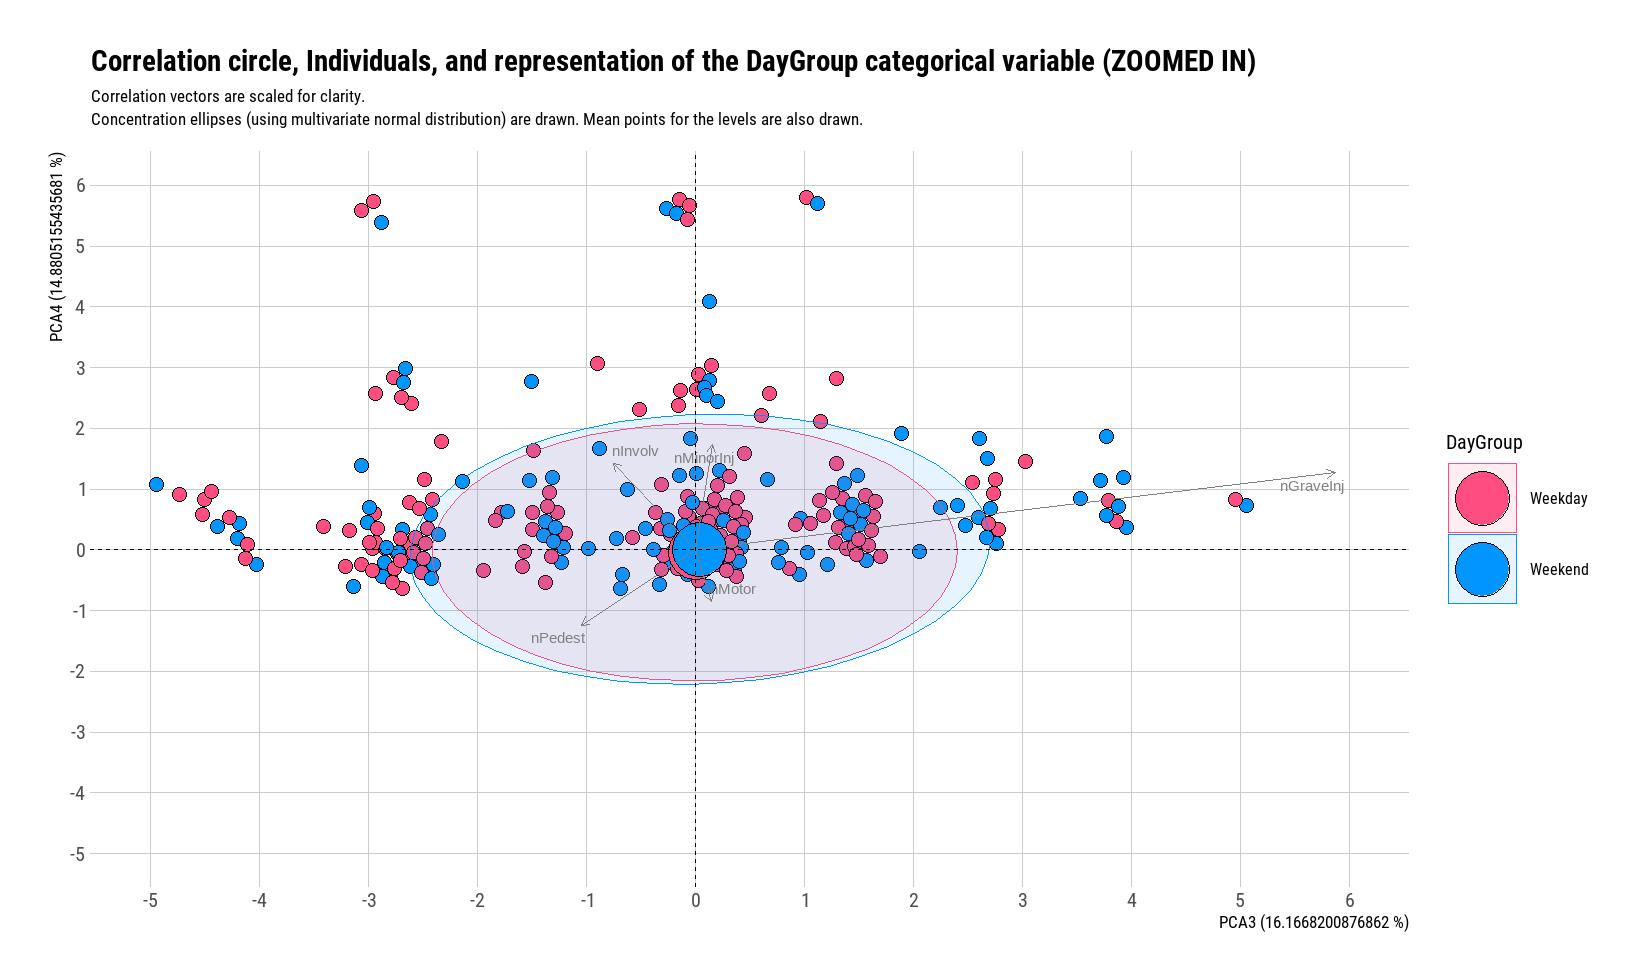 Correlation circle, Individuals, and representation of the DayGroup categorical variable (ZOOMED IN)
Correlation vectors are scaled for clarity.
Concentration ellipses (using multivariate normal distribution) are drawn. Mean points for the levels are also drawn.
PCA4 (14.8805155435681 %)
6
5
4
3
2
1
0
-1
-2
-3
-4
-5
nInvolv
nMinorInj
nGraveInj
nMotor
nPedest
-5
-4
-3
-2
-1
0
1
2
3
4
5
6
PCA3 (16.1668200876862 %)
DayGroup
Weekday
Weekend